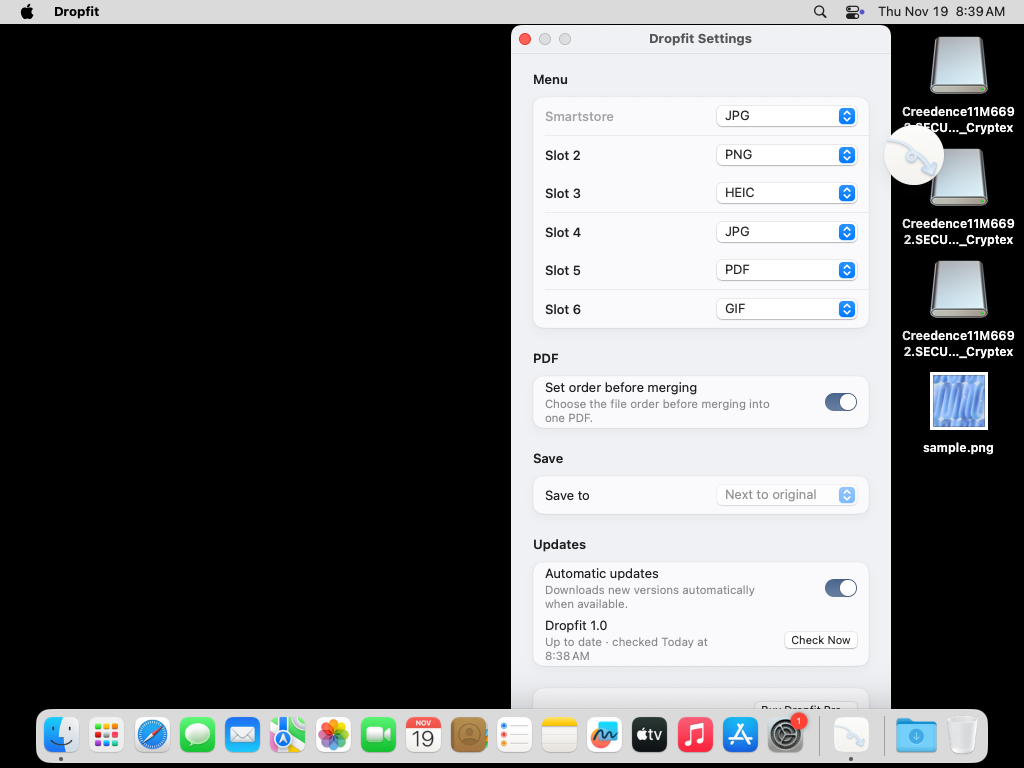 Dropfit
Thu Nov 19 8:39 AM
Dropfit Settings
Menu
Smartstore
JPG
Slot 2
PNG
Slot 3
HEIC
Slot 4
JPG
Slot 5
PDF
Slot 6
GIF
PDF
Set order before merging
Choose the file order before merging into
one PDF.
Save
Save to
Next to original
Updates
Automatic updates
Downloads new versions automatically
when available.
Dropfit 1.0
Up to date · checked Today at
8:38 AM
Check Now
Buy Dropfit Pro
Creedence11M669
2.SECU..._Cryptex
Creedence11M669
2.SECU..._Cryptex
Creedence11M669
2.SECU..._Cryptex
sample.png
NOV
19
tv
1